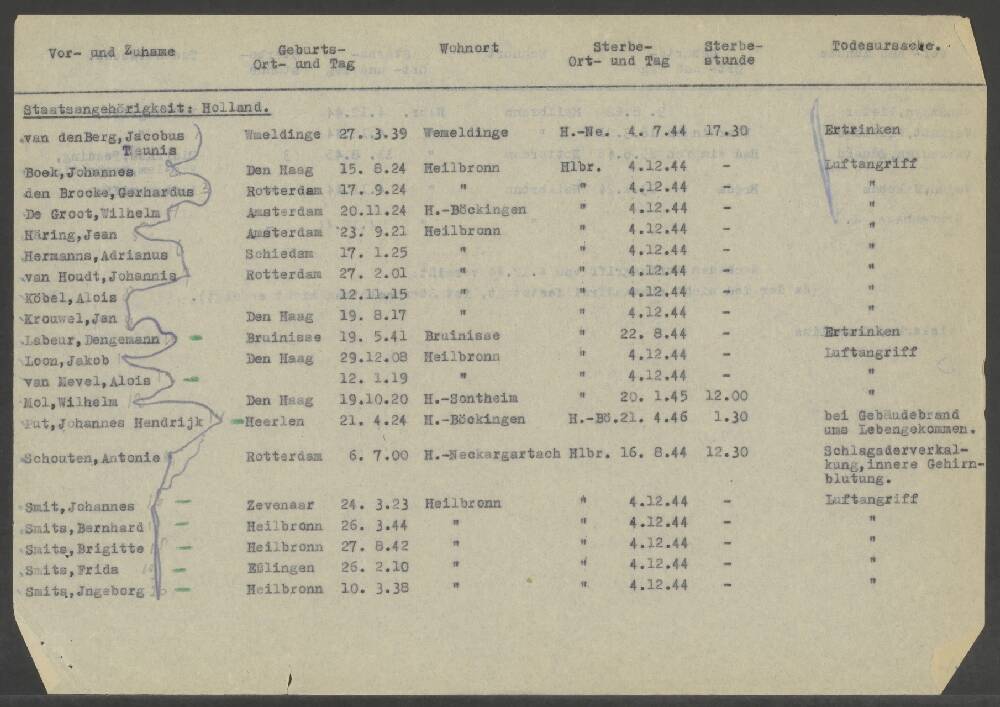 Vor- und Zuhame Geburts- Wohnort Sterbe- Sterbe- Todesursache.
Ort- und Tag Ort- und Tag stunde
Staatsangehörigkeit: Holland.
van denBerg, Jacobus Wmeldinge 27. 3.39 Wemeldinge H.-Ne. 4. 7.44 17.30 Ertrinken
Teunis
Boek, Johannes Den Haag 15. 8.24 Heilbronn Hlbr. 4.12.44 - Luftangriff
den Brocke, Gerhardus Rotterdam 17. 9.24 " " 4.12.44 - "
De Groot, Wilhelm Amsterdam 20.11.24 H.-Böckingen " 4.12.44 - "
Häring, Jean Amsterdam 23. 9.21 Heilbronn " 4.12.44 - "
Hermanns, Adrianus Schiedam 17. 1.25 " " 4.12.44 - "
van Houdt, Johannis Rotterdam 27. 2.01 " " 4.12.44 - "
Köbel, Alois 12.11.15 " " 4.12.44 - "
Krouwel, Jan Den Haag 19. 8.17 " " 4.12.44 - "
Labeur, Dengemann Bruinisse 19. 5.41 Bruinisse " 22. 8.44 - Ertrinken
Loon, Jakob Den Haag 29.12.08 Heilbronn " 4.12.44 - Luftangriff
van Mevel, Alois 12. 1.19 " " 4.12.44 - "
Mol, Wilhelm Den Haag 19.10.20 H.-Sontheim " 20. 1.45 12.00 "
Put, Johannes Hendrijk Heerlen 21. 4.24 H.-Böckingen H.-Bö. 21. 4.46 1.30 bei Gebäudebrand
ums Lebengekommen.
Schouten, Antonie Rotterdam 6. 7.00 H.-Neckargartach Hlbr. 16. 8.44 12.30 Schlagaderverkal-
kung, innere Gehirn-
blutung.
Smit, Johannes Zevenaar 24. 3.23 Heilbronn " 4.12.44 - Luftangriff
Smits, Bernhard Heilbronn 26. 3.44 " " 4.12.44 - "
Smits, Brigitte Heilbronn 27. 8.42 " " 4.12.44 - "
Smits, Frida Eßlingen 26. 2.10 " " 4.12.44 - "
Smits, Jngeborg Heilbronn 10. 3.38 " " 4.12.44 - "